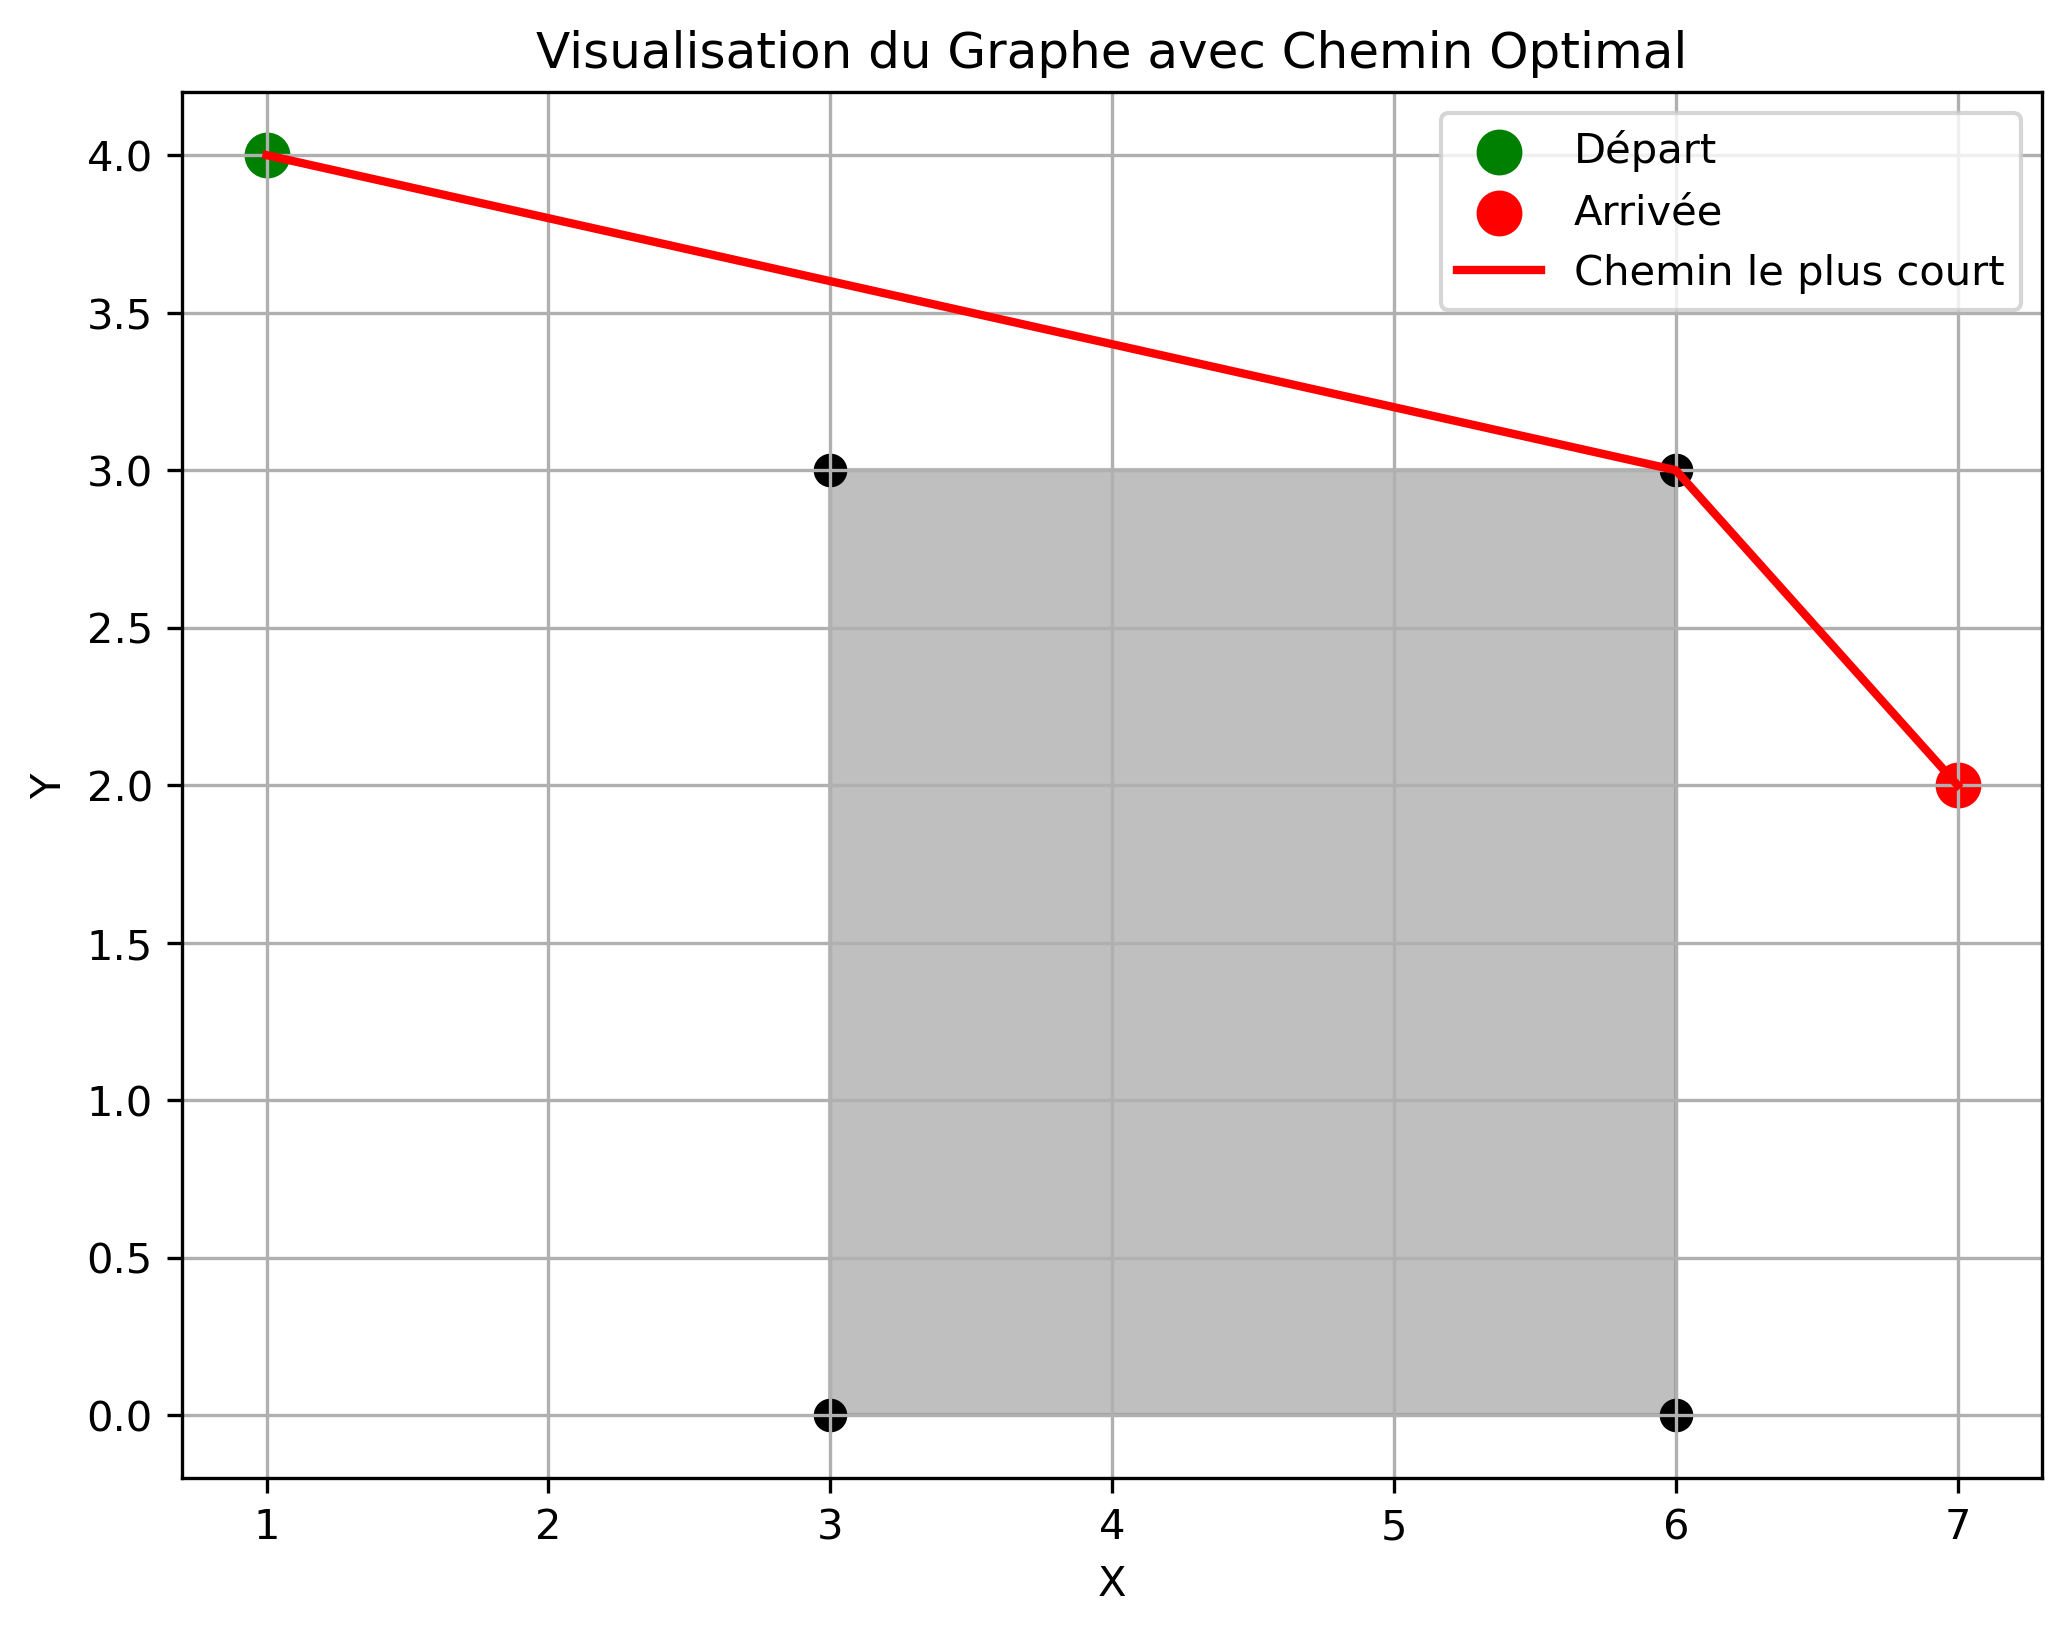 Visualisation du Graphe avec Chemin Optimal
Départ
Arrivée
Chemin le plus court
4.0
3.5
3.0
2.5
2.0
1.5
1.0
0.5
0.0
Y
1 2 3 4 5 6 7
X